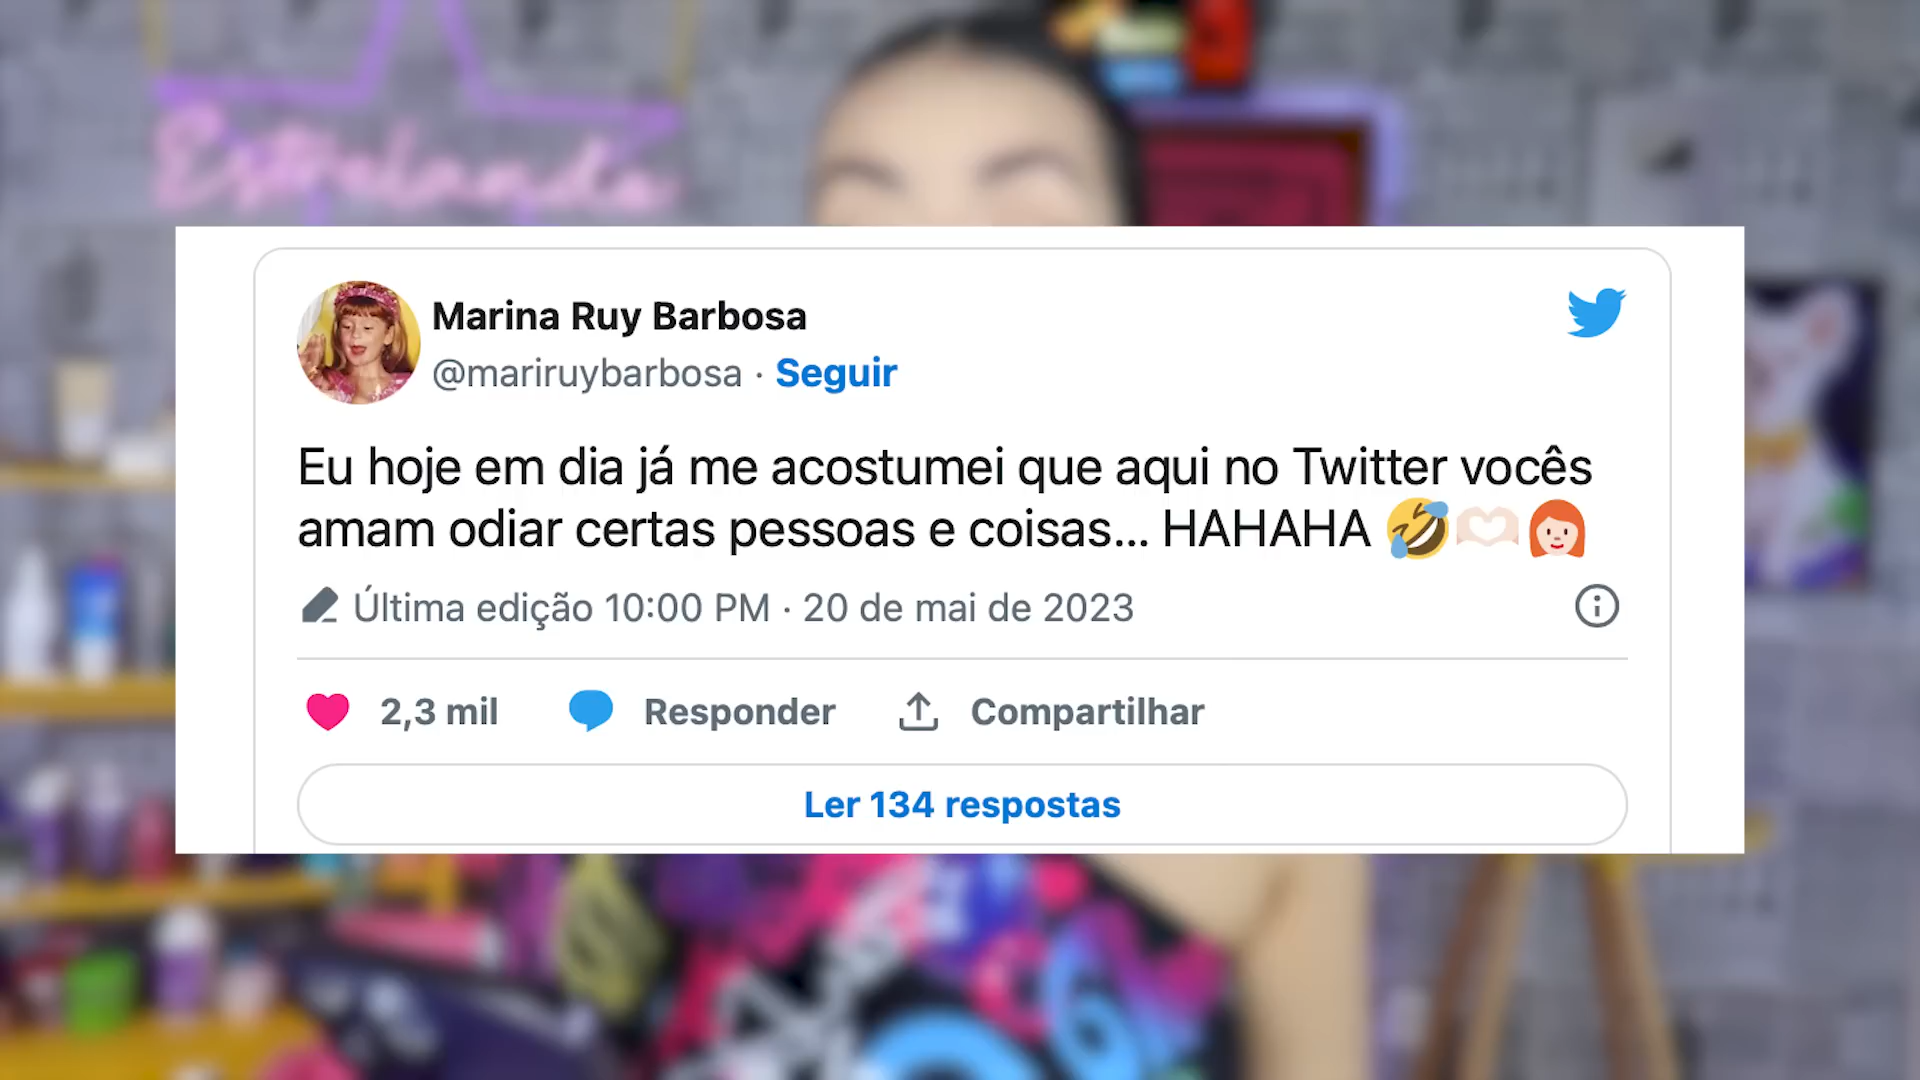 Estrelando
Marina Ruy Barbosa
@mariruybarbosa · Seguir
Eu hoje em dia já me acostumei que aqui no Twitter vocês
amam odiar certas pessoas e coisas... HAHAHA 🤣🫶🏻👩🏻‍🦰
Última edição 10:00 PM · 20 de mai de 2023
2,3 mil Responder Compartilhar
Ler 134 respostas